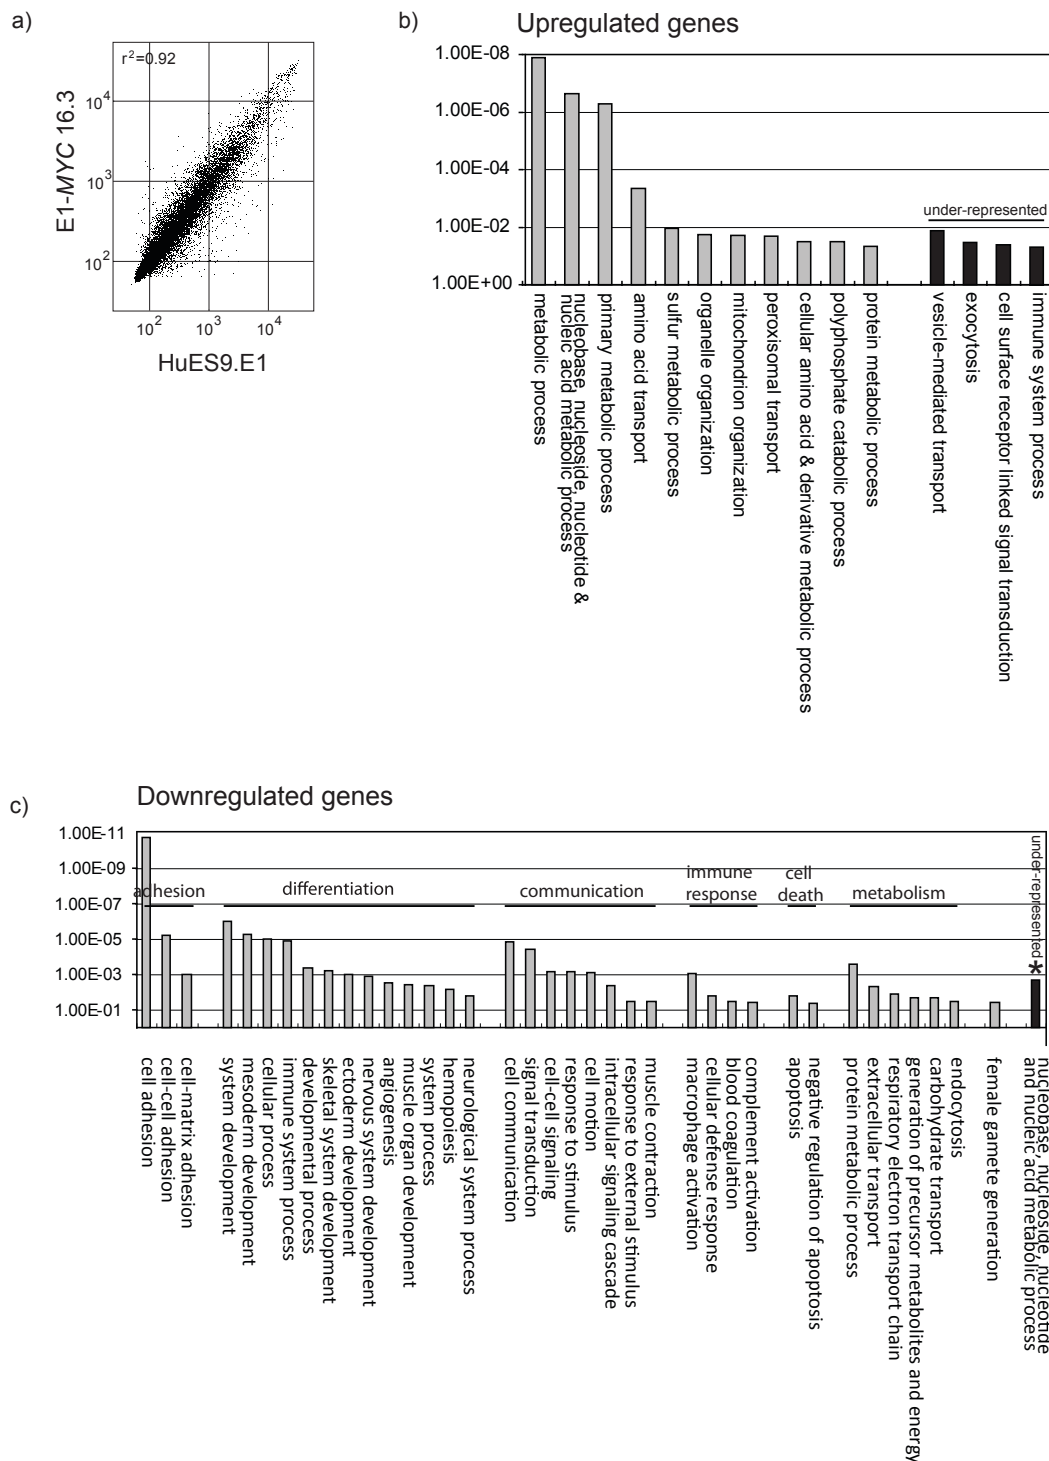 a)
r²=0.92
E1-MYC 16.3
10⁴
10³
10²
10²
10³
10⁴
HuES9.E1
b)
Upregulated genes
1.00E-08
1.00E-06
1.00E-04
1.00E-02
1.00E+00
under-represented
metabolic process
nucleobase, nucleoside, nucleotide &
nucleic acid metabolic process
primary metabolic process
amino acid transport
sulfur metabolic process
organelle organization
mitochondrion organization
peroxisomal transport
cellular amino acid & derivative metabolic process
polyphosphate catabolic process
protein metabolic process
vesicle-mediated transport
exocytosis
cell surface receptor linked signal transduction
immune system process
c)
Downregulated genes
1.00E-11
1.00E-09
1.00E-07
1.00E-05
1.00E-03
1.00E-01
adhesion
differentiation
communication
immune
response
cell
death
metabolism
under-represented
*
cell adhesion
cell-cell adhesion
cell-matrix adhesion
system development
mesoderm development
cellular process
immune system process
developmental process
skeletal system development
ectoderm development
nervous system development
angiogenesis
muscle organ development
system process
hemopoiesis
neurological system process
cell communication
signal transduction
cell-cell signaling
response to stimulus
cell motion
intracellular signaling cascade
response to external stimulus
muscle contraction
macrophage activation
cellular defense response
blood coagulation
complement activation
apoptosis
negative regulation of apoptosis
protein metabolic process
extracellular transport
respiratory electron transport chain
generation of precursor metabolites and energy
carbohydrate transport
endocytosis
female gamete generation
nucleobase, nucleoside, nucleotide
and nucleic acid metabolic process